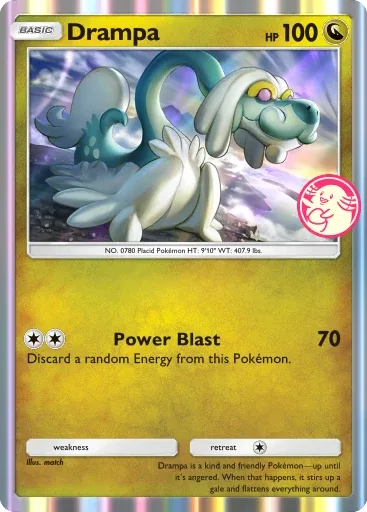 BASIC Drampa HP 100
NO. 0780 Placid Pokémon HT: 9'10" WT: 407.9 lbs.
Power Blast 70
Discard a random Energy from this Pokémon.
weakness retreat
Illus. match
Drampa is a kind and friendly Pokémon—up until
it's angered. When that happens, it stirs up a
gale and flattens everything around.